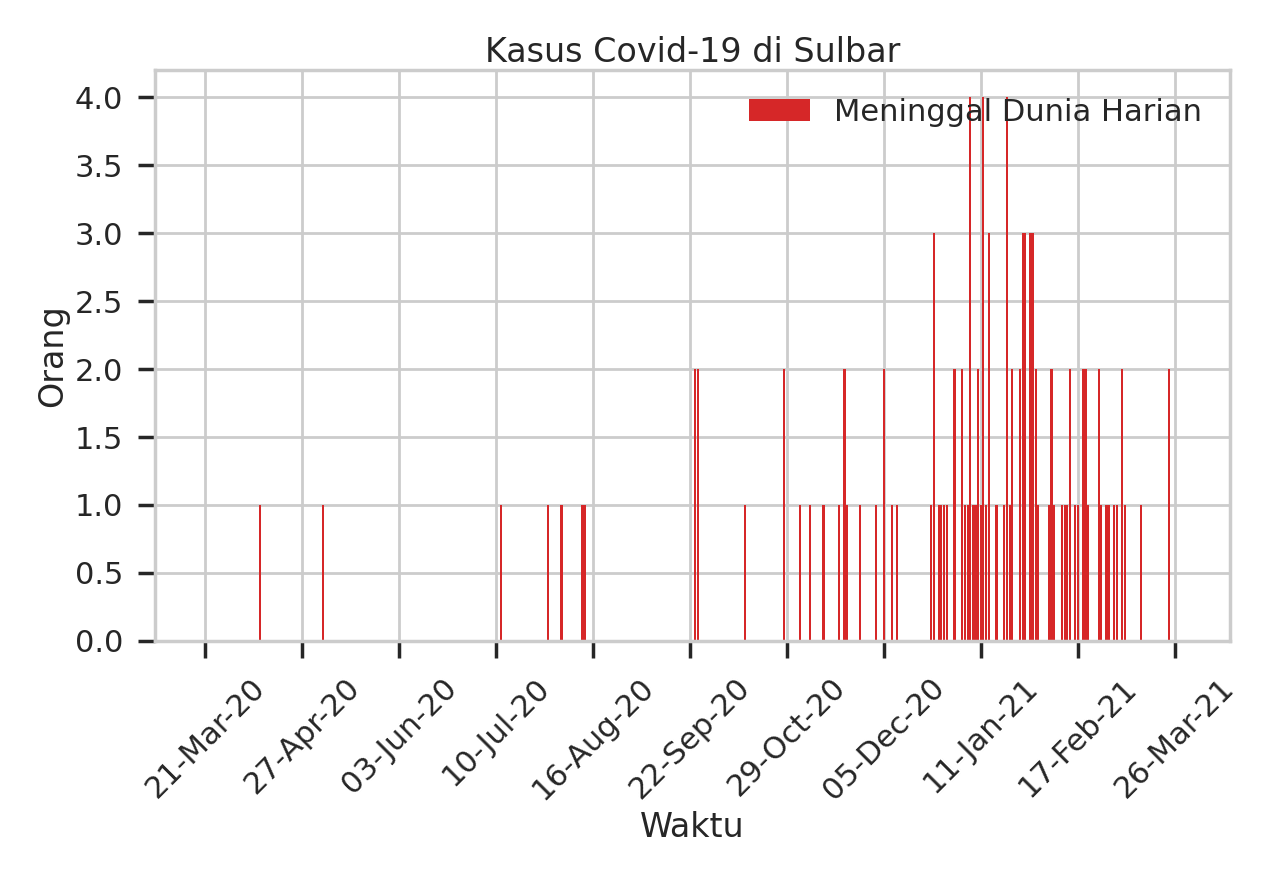 Kasus Covid-19 di Sulbar
Meninggal Dunia Harian
4.0
3.5
3.0
2.5
2.0
1.5
1.0
0.5
0.0
Orang
21-Mar-20
27-Apr-20
03-Jun-20
10-Jul-20
16-Aug-20
22-Sep-20
29-Oct-20
05-Dec-20
11-Jan-21
17-Feb-21
26-Mar-21
Waktu